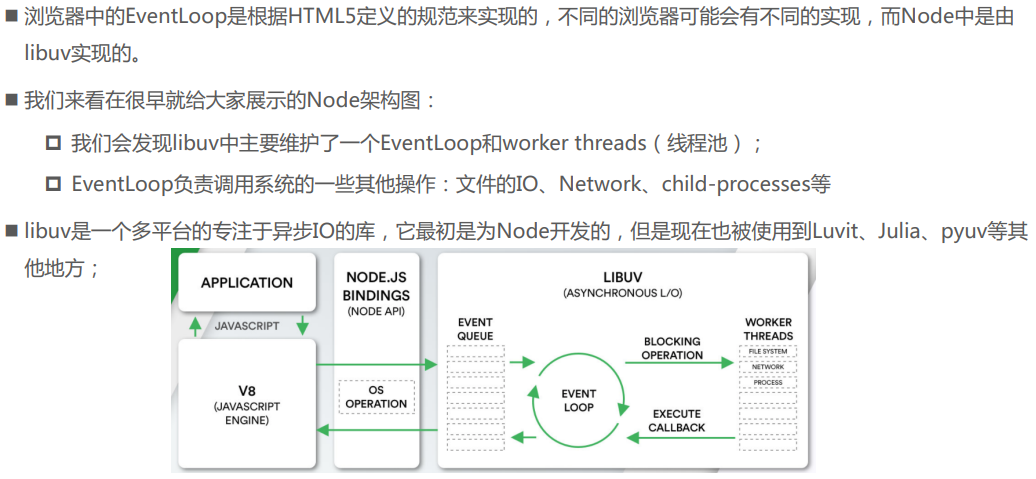 ■ 浏览器中的EventLoop是根据HTML5定义的规范来实现的，不同的浏览器可能会有不同的实现，而Node中是由
libuv实现的。
■ 我们来看在很早就给大家展示的Node架构图：
我们会发现libuv中主要维护了一个EventLoop和worker threads（线程池）；
EventLoop负责调用系统的一些其他操作：文件的IO、Network、child-processes等
■ libuv是一个多平台的专注于异步IO的库，它最初是为Node开发的，但是现在也被使用到Luvit、Julia、pyuv等其
他地方；
APPLICATION
JAVASCRIPT
V8
(JAVASCRIPT
ENGINE)
NODE.JS
BINDINGS
(NODE API)
OS
OPERATION
LIBUV
(ASYNCHRONOUS L/O)
EVENT
QUEUE
EVENT
LOOP
BLOCKING
OPERATION
EXECUTE
CALLBACK
WORKER
THREADS
FILE SYSTEM
NETWORK
PROCESS